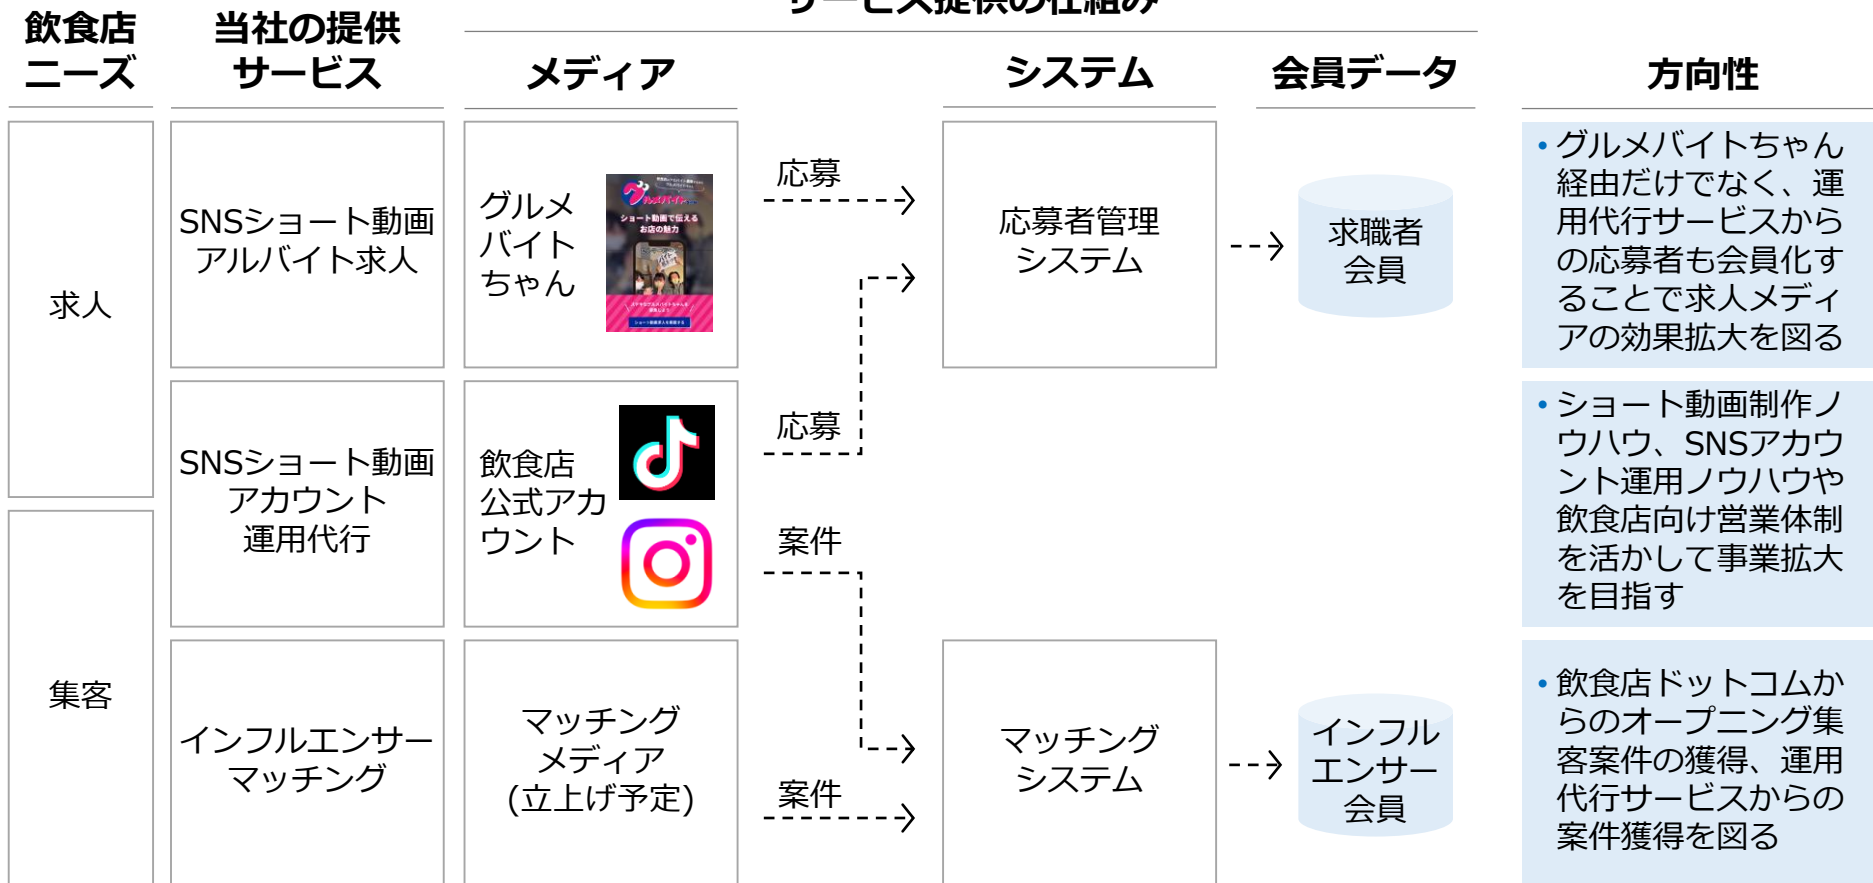 サービス提供の仕組み
飲食店
ニーズ
当社の提供
サービス
メディア
システム
会員データ
方向性
求人
集客
SNSショート動画
アルバイト求人
グルメ
バイト
ちゃん
ショート動画で伝える
お店の魅力
応募
応募者管理
システム
求職者
会員
・グルメバイトちゃん
経由だけでなく、運
用代行サービスから
の応募者も会員化す
ることで求人メディ
アの効果拡大を図る
SNSショート動画
アカウント
運用代行
飲食店
公式アカ
ウント
応募
案件
・ショート動画制作ノ
ウハウ、SNSアカウ
ント運用ノウハウや
飲食店向け営業体制
を活かして事業拡大
を目指す
インフルエンサー
マッチング
マッチング
メディア
(立上げ予定)
案件
マッチング
システム
インフル
エンサー
会員
・飲食店ドットコムか
らのオープニング集
客案件の獲得、運用
代行サービスからの
案件獲得を図る